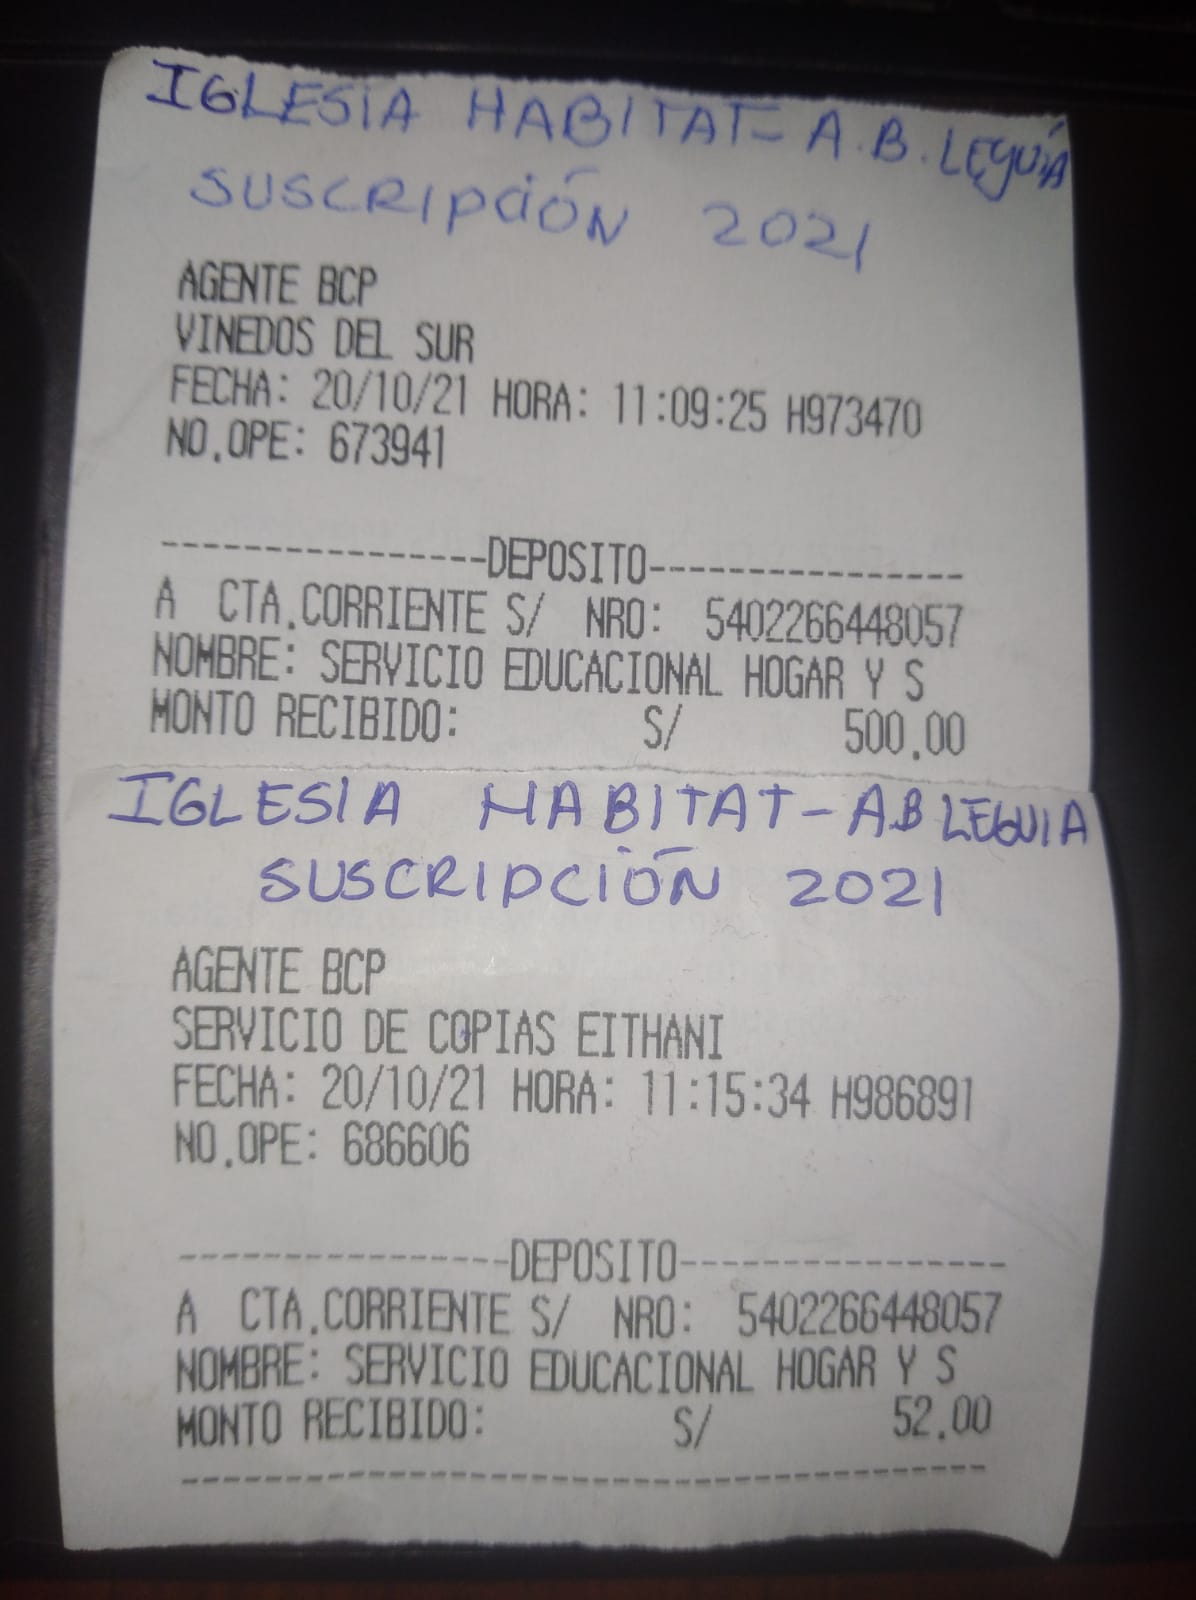 IGLESIA HABITAT - A.B. LEGUÍA
SUSCRIPCIÓN 2021
AGENTE BCP
VINEDOS DEL SUR
FECHA: 20/10/21 HORA: 11:09:25 H973470
NO.OPE: 673941
----------------DEPOSITO----------------
A CTA.CORRIENTE S/ NRO: 5402266448057
NOMBRE: SERVICIO EDUCACIONAL HOGAR Y S
MONTO RECIBIDO: S/ 500.00
IGLESIA HABITAT - AB LEGUIA
SUSCRIPCIÓN 2021
AGENTE BCP
SERVICIO DE COPIAS EITHANI
FECHA: 20/10/21 HORA: 11:15:34 H986891
NO.OPE: 686606
----------------DEPOSITO----------------
A CTA.CORRIENTE S/ NRO: 5402266448057
NOMBRE: SERVICIO EDUCACIONAL HOGAR Y S
MONTO RECIBIDO: S/ 52.00
----------------------------------------